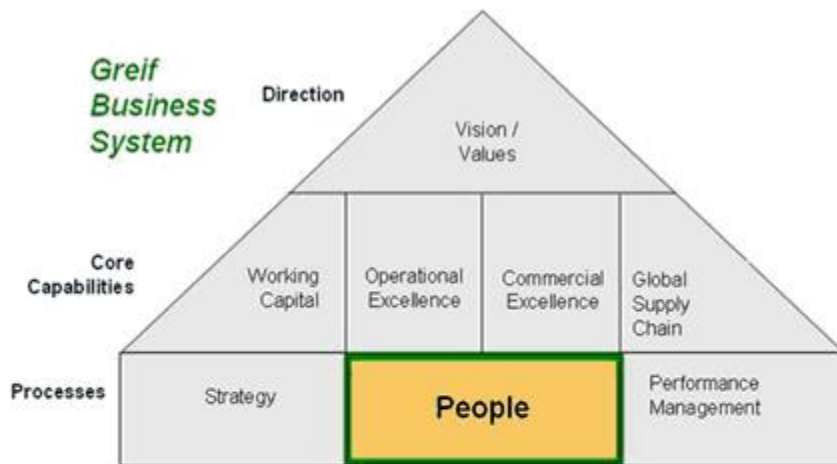 Greif
Business
System
Direction
Vision /
Values
Core
Capabilities
Working
Capital
Operational
Excellence
Commercial
Excellence
Global
Supply
Chain
Processes
Strategy
People
Performance
Management